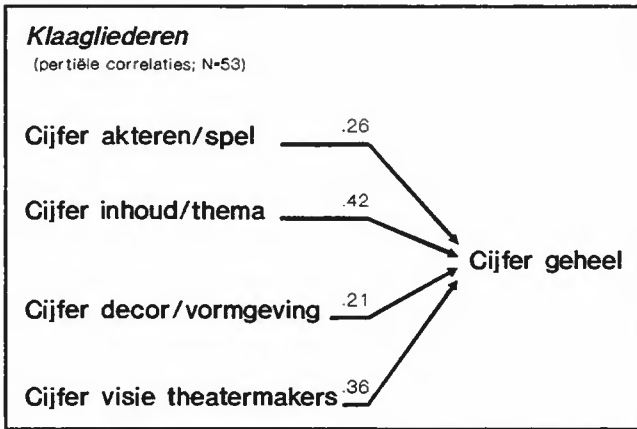 Klaagliederen
(pertiële correlaties; N=53)
Cijfer akteren/spel .26
Cijfer inhoud/thema .42
Cijfer geheel
Cijfer decor/vormgeving .21
Cijfer visie theatermakers .36